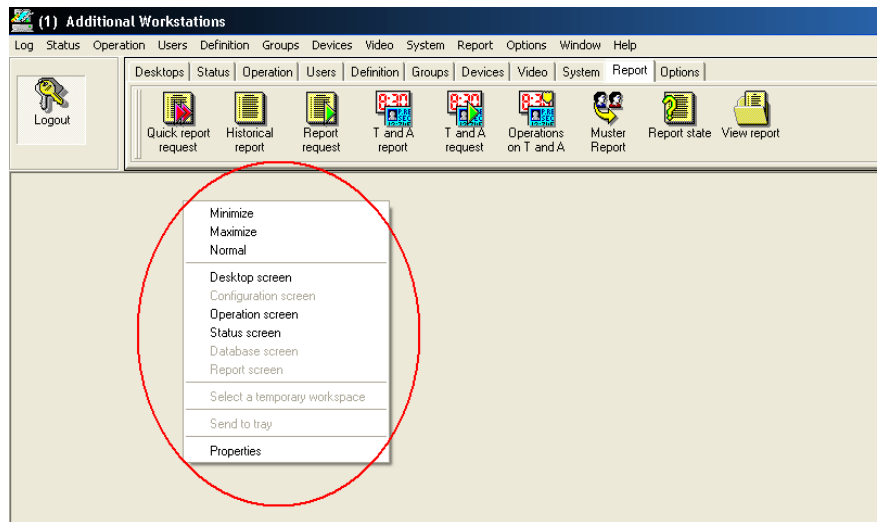 (1) Additional Workstations
Log Status Operation Users Definition Groups Devices Video System Report Options Window Help
Desktops Status Operation Users Definition Groups Devices Video System Report Options
Logout
Quick report request
Historical report
Report request
T and A report
T and A request
Operations on T and A
Muster Report
Report state
View report
Minimize
Maximize
Normal
Desktop screen
Configuration screen
Operation screen
Status screen
Database screen
Report screen
Select a temporary workspace
Send to tray
Properties